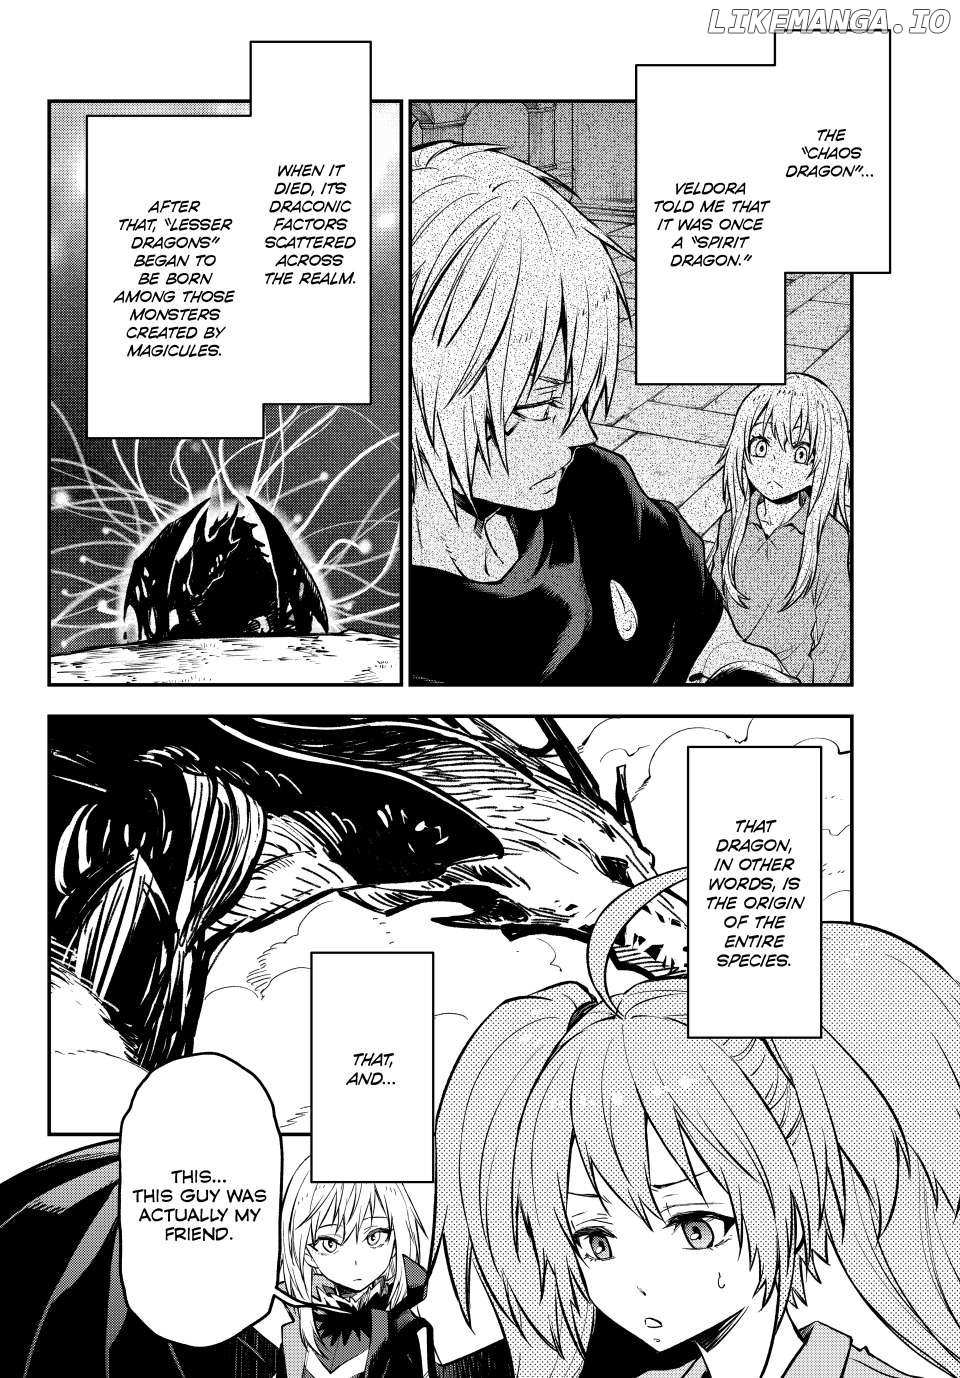 LIKEMANGA.IO
THE
"CHAOS
DRAGON"...
VELDORA
TOLD ME THAT
IT WAS ONCE
A "SPIRIT
DRAGON."
WHEN IT
DIED, ITS
DRACONIC
FACTORS
SCATTERED
ACROSS
THE REALM.
AFTER
THAT, "LESSER
DRAGONS"
BEGAN TO
BE BORN
AMONG THOSE
MONSTERS
CREATED BY
MAGICULES.
THAT
DRAGON,
IN OTHER
WORDS, IS
THE ORIGIN
OF THE
ENTIRE
SPECIES.
THAT,
AND...
THIS...
THIS GUY WAS
ACTUALLY MY
FRIEND.